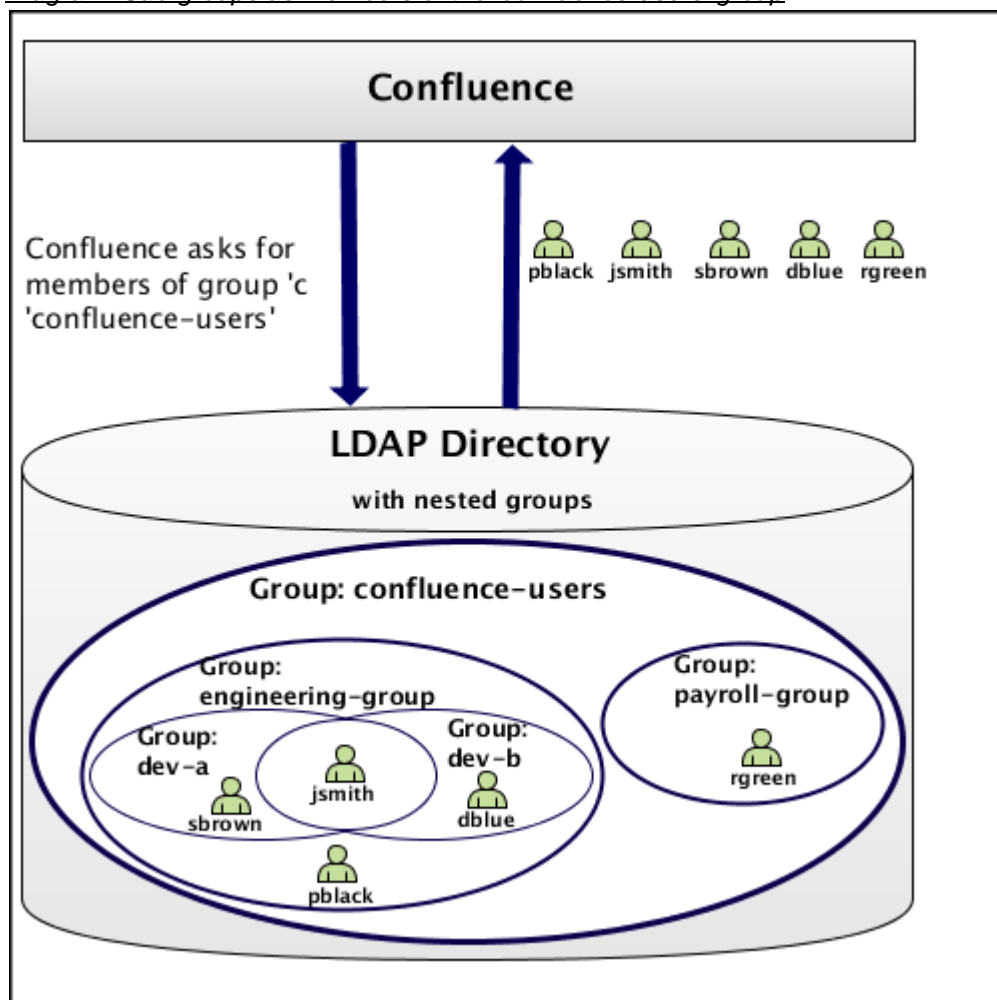 Confluence
Confluence asks for
members of group 'c
'confluence-users'
pblack jsmith sbrown dblue rgreen
LDAP Directory
with nested groups
Group: confluence-users
Group:
engineering-group
Group:
payroll-group
Group:
dev-a
Group:
dev-b
jsmith
sbrown
dblue
rgreen
pblack